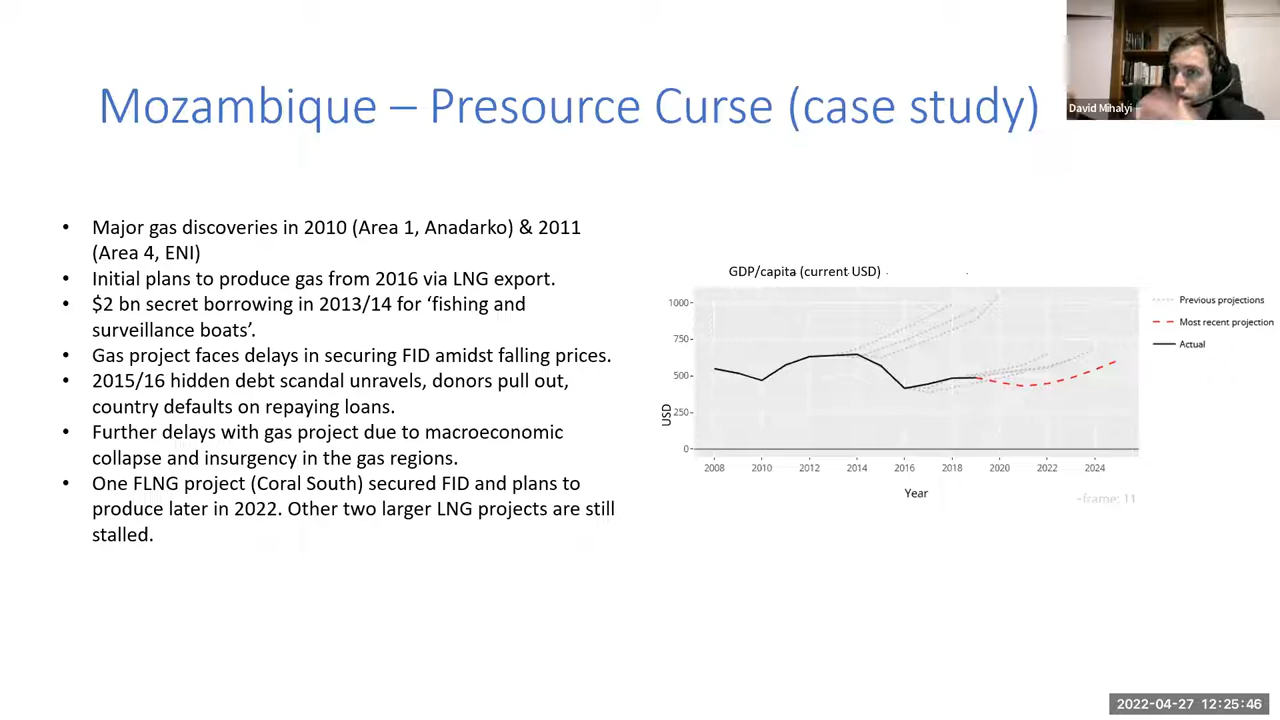 Mozambique – Presource Curse (case study)
David Mihalyi
• Major gas discoveries in 2010 (Area 1, Anadarko) & 2011
(Area 4, ENI)
• Initial plans to produce gas from 2016 via LNG export.
• $2 bn secret borrowing in 2013/14 for ‘fishing and
surveillance boats’.
• Gas project faces delays in securing FID amidst falling prices.
• 2015/16 hidden debt scandal unravels, donors pull out,
country defaults on repaying loans.
• Further delays with gas project due to macroeconomic
collapse and insurgency in the gas regions.
• One FLNG project (Coral South) secured FID and plans to
produce later in 2022. Other two larger LNG projects are still
stalled.
GDP/capita (current USD)
1000
750
500
250
0
USD
2008 2010 2012 2014 2016 2018 2020 2022 2024
Year
Previous projections
Most recent projection
Actual
~frame: 11
2022-04-27 12:25:46